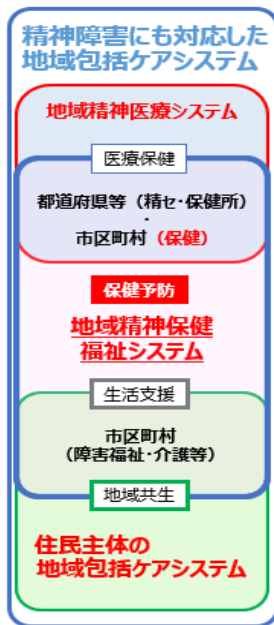 精神障害にも対応した
地域包括ケアシステム
地域精神医療システム
医療保健
都道府県等（精セ・保健所）
・
市区町村（保健）
保健予防
地域精神保健
福祉システム
生活支援
市区町村
（障害福祉・介護等）
地域共生
住民主体の
地域包括ケアシステム